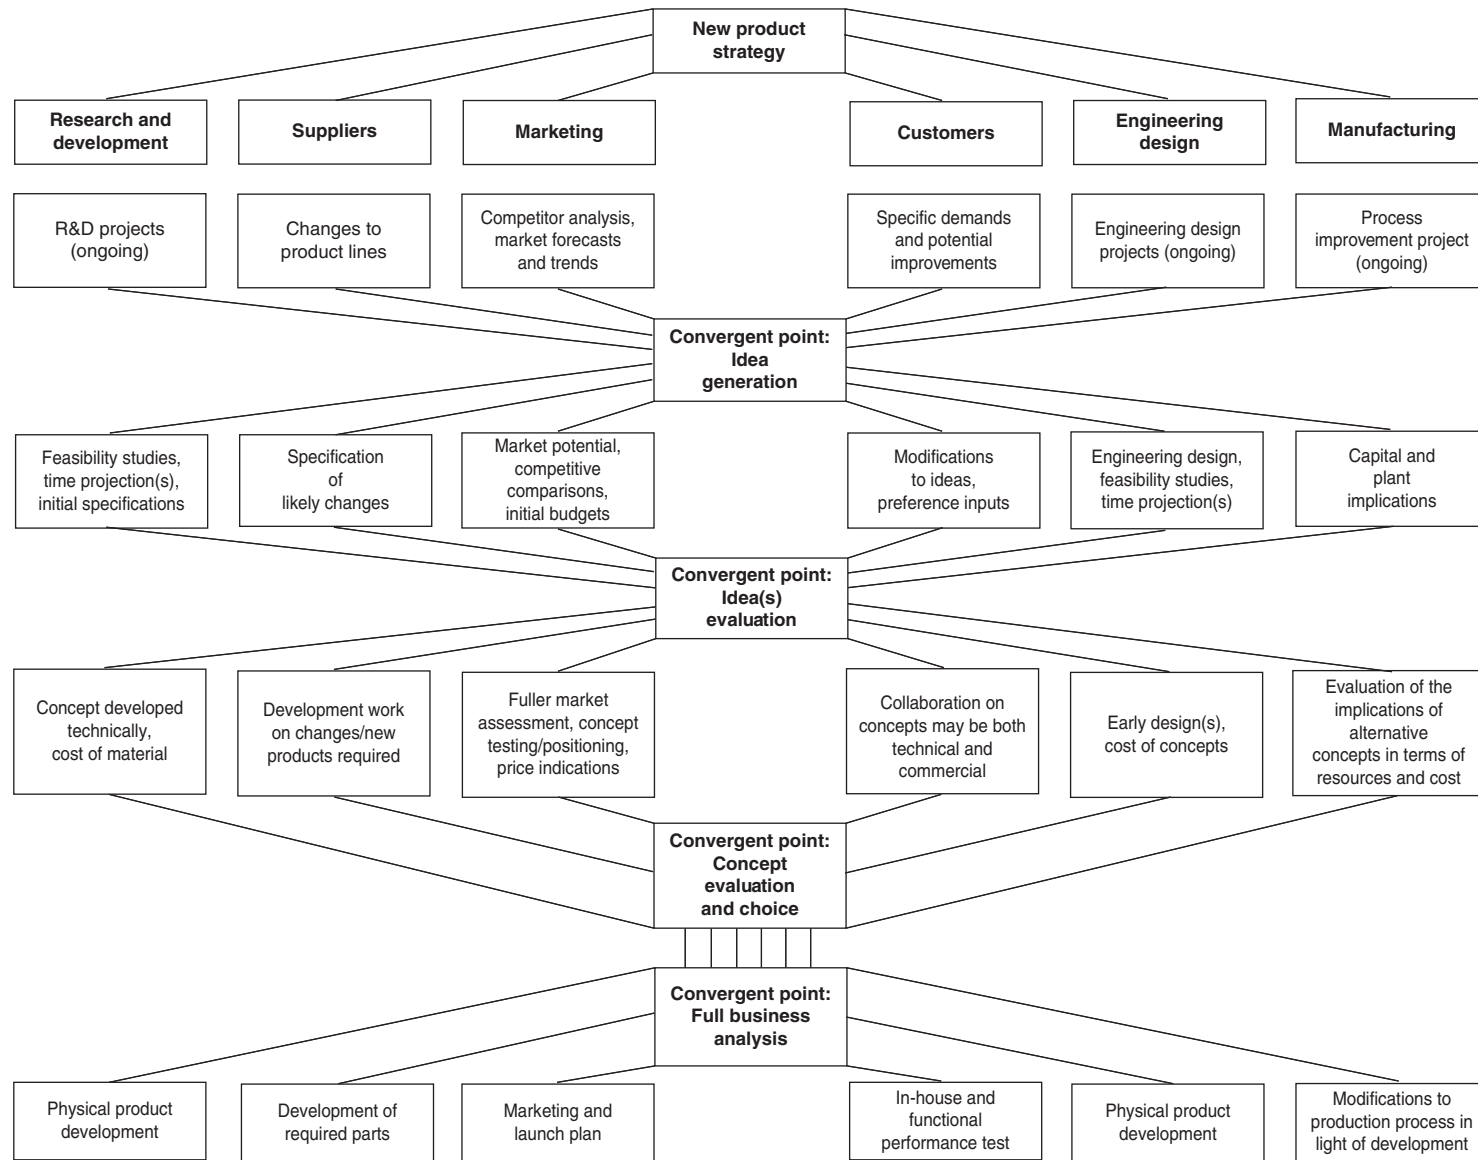 New product
strategy
Research and
development
Suppliers
Marketing
Customers
Engineering
design
Manufacturing
R&D projects
(ongoing)
Changes to
product lines
Competitor analysis,
market forecasts
and trends
Specific demands
and potential
improvements
Engineering design
projects (ongoing)
Process
improvement project
(ongoing)
Convergent point:
Idea
generation
Feasibility studies,
time projection(s),
initial specifications
Specification
of
likely changes
Market potential,
competitive
comparisons,
initial budgets
Modifications
to ideas,
preference inputs
Engineering design,
feasibility studies,
time projection(s)
Capital and
plant
implications
Convergent point:
Idea(s)
evaluation
Concept developed
technically,
cost of material
Development work
on changes/new
products required
Fuller market
assessment, concept
testing/positioning,
price indications
Collaboration on
concepts may be both
technical and
commercial
Early design(s),
cost of concepts
Evaluation of the
implications of
alternative
concepts in terms of
resources and cost
Convergent point:
Concept
evaluation
and choice
Convergent point:
Full business
analysis
Physical product
development
Development of
required parts
Marketing and
launch plan
In-house and
functional
performance test
Physical product
development
Modifications to
production process in
light of development